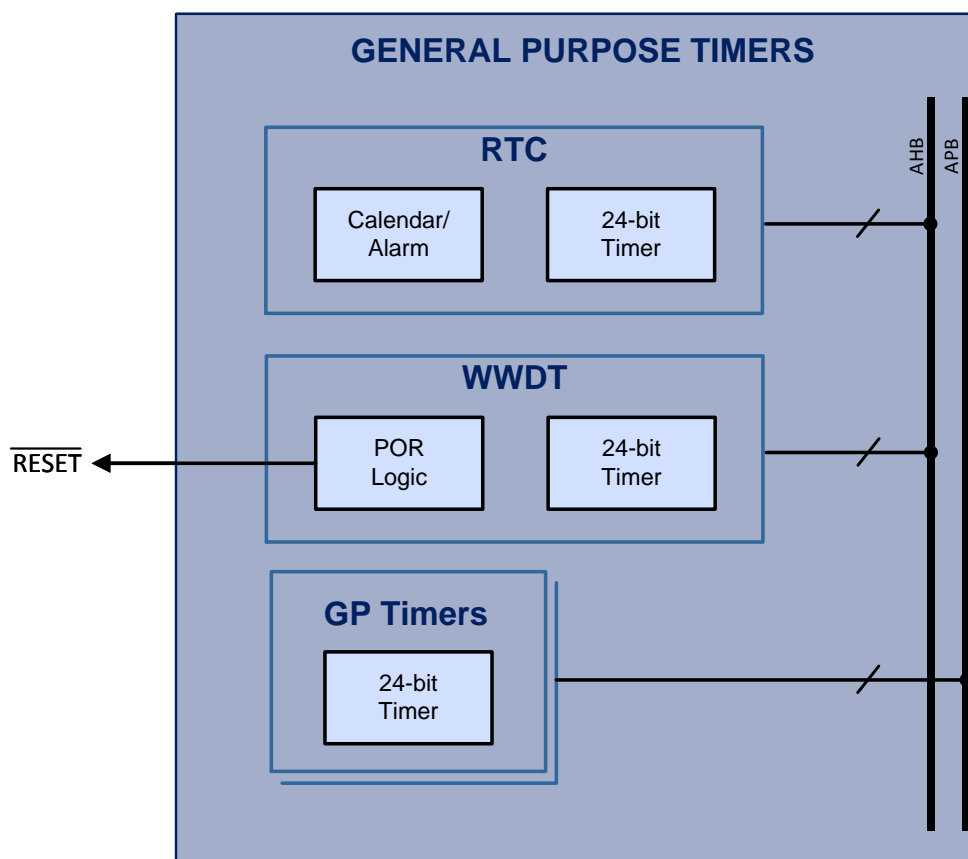 GENERAL PURPOSE TIMERS
AHB
APB
RTC
Calendar/
Alarm
24-bit
Timer
WWDT
RESET
POR
Logic
24-bit
Timer
GP Timers
24-bit
Timer